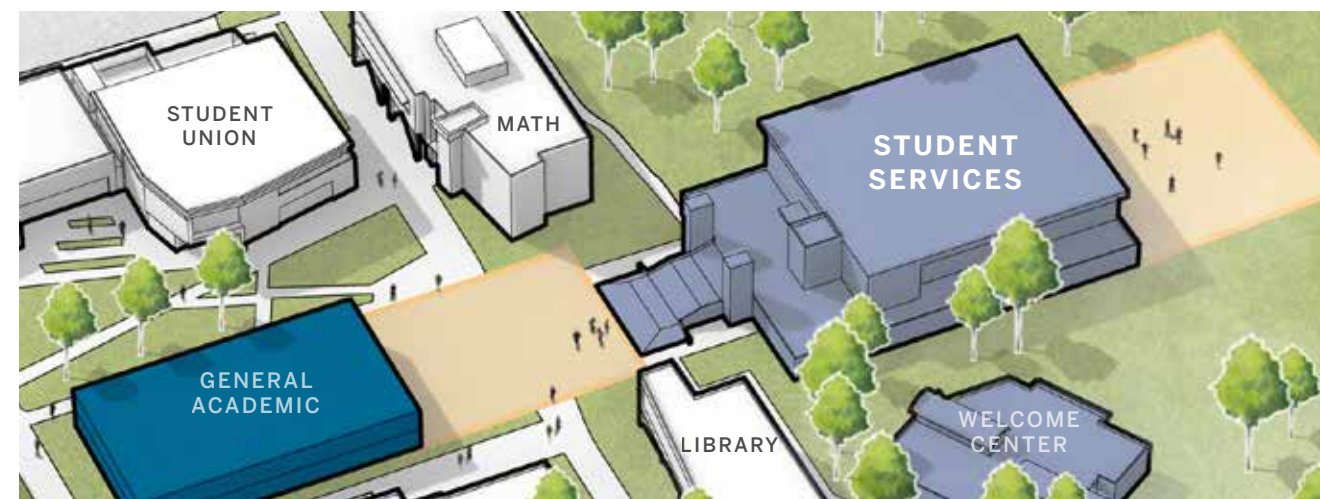 STUDENT
UNION
MATH
STUDENT
SERVICES
GENERAL
ACADEMIC
LIBRARY
WELCOME
CENTER